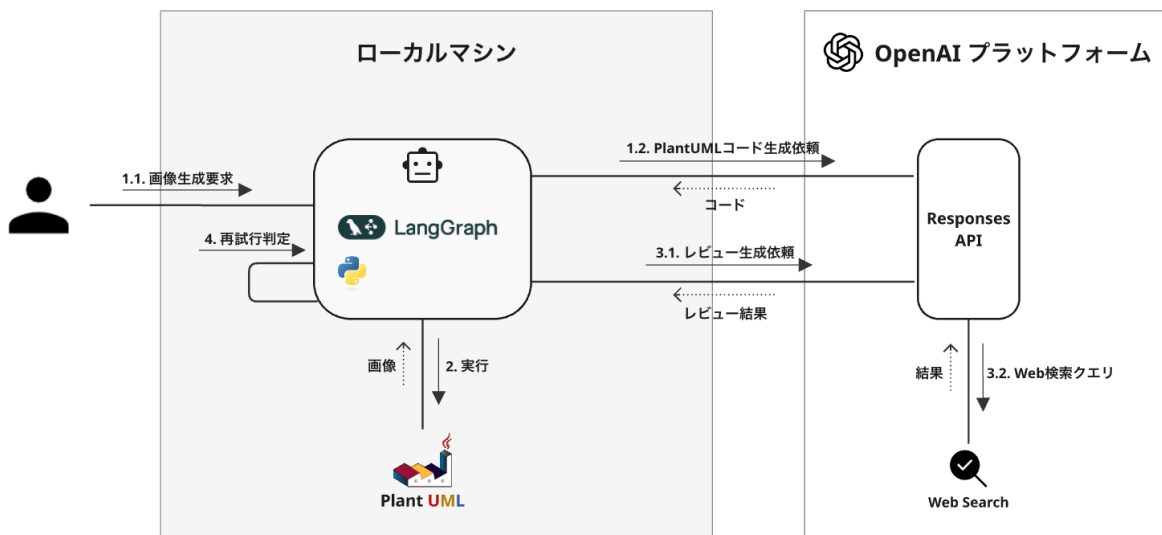 ローカルマシン
OpenAI プラットフォーム
1.1. 画像生成要求
1.2. PlantUMLコード生成依頼
コード
LangGraph
4. 再試行判定
3.1. レビュー生成依頼
レビュー結果
Responses
API
画像
2. 実行
結果
3.2. Web検索クエリ
Plant UML
Web Search